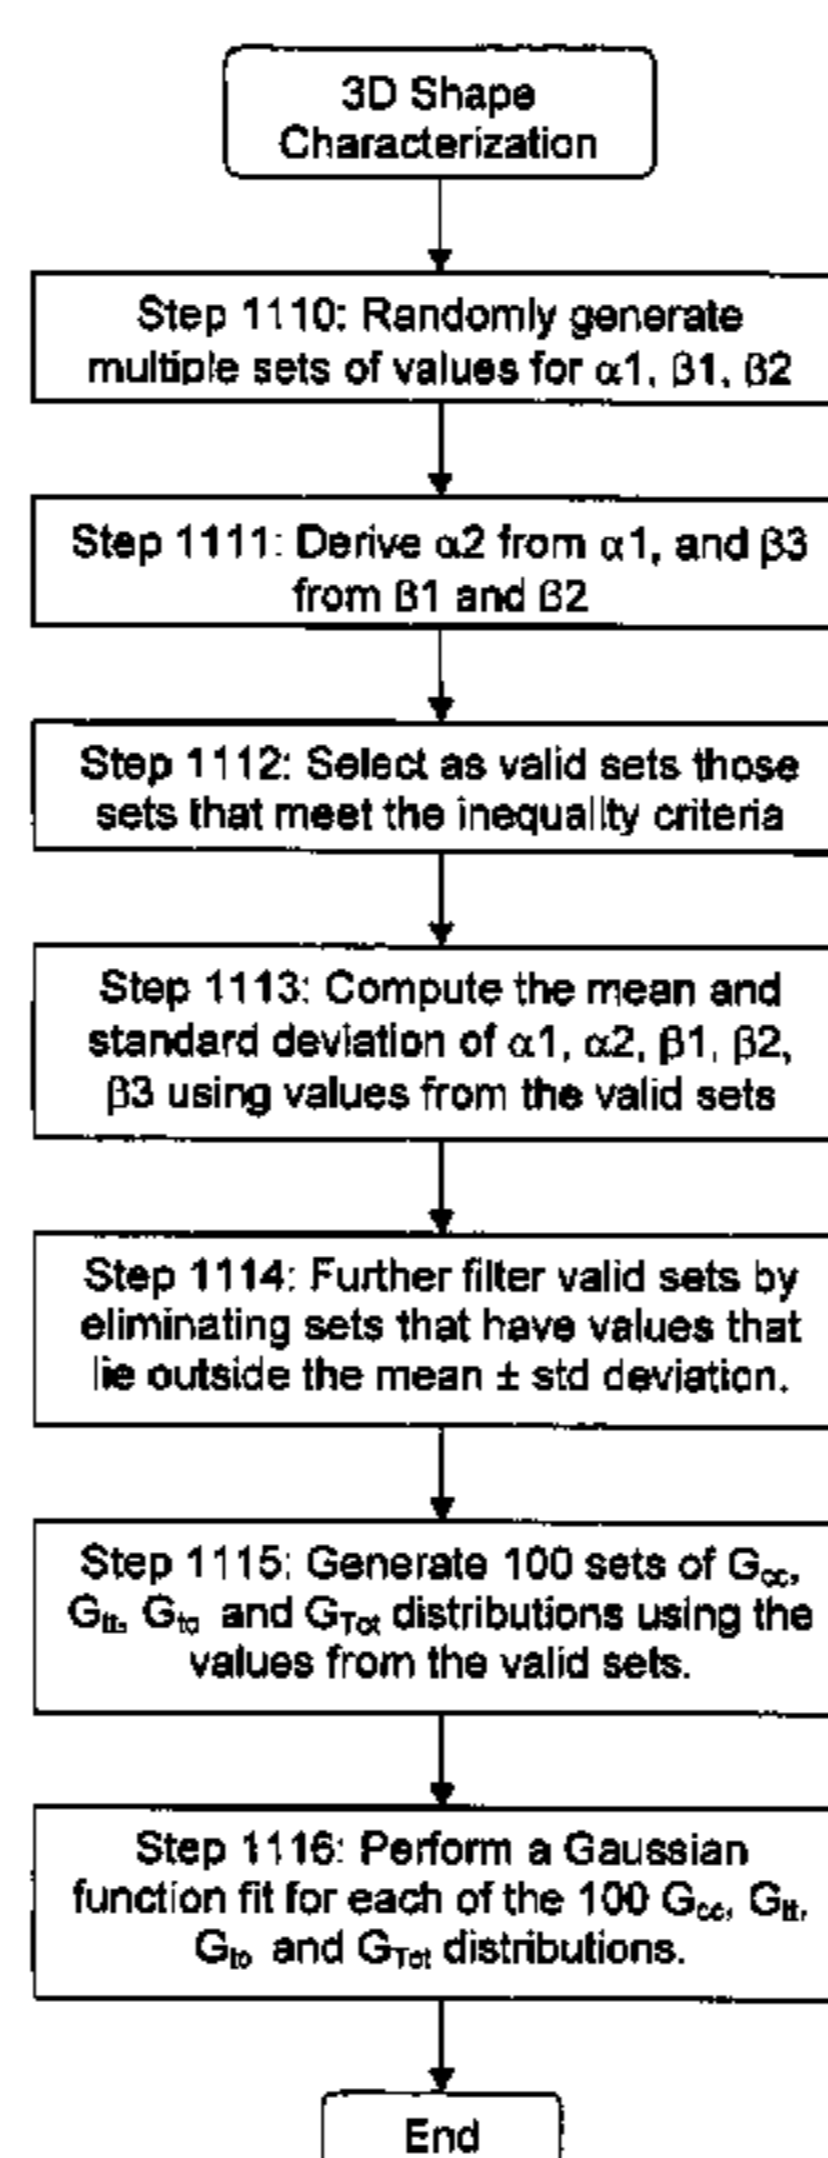 3D Shape
Characterization
Step 1110: Randomly generate
multiple sets of values for α1, β1, β2
Step 1111: Derive α2 from α1, and β3
from β1 and β2
Step 1112: Select as valid sets those
sets that meet the inequality criteria
Step 1113: Compute the mean and
standard deviation of α1, α2, β1, β2,
β3 using values from the valid sets
Step 1114: Further filter valid sets by
eliminating sets that have values that
lie outside the mean ± std deviation.
Step 1115: Generate 100 sets of Gcc,
Gtt, Gto and GTot distributions using the
values from the valid sets.
Step 1116: Perform a Gaussian
function fit for each of the 100 Gcc, Gtt,
Gto and GTot distributions.
End